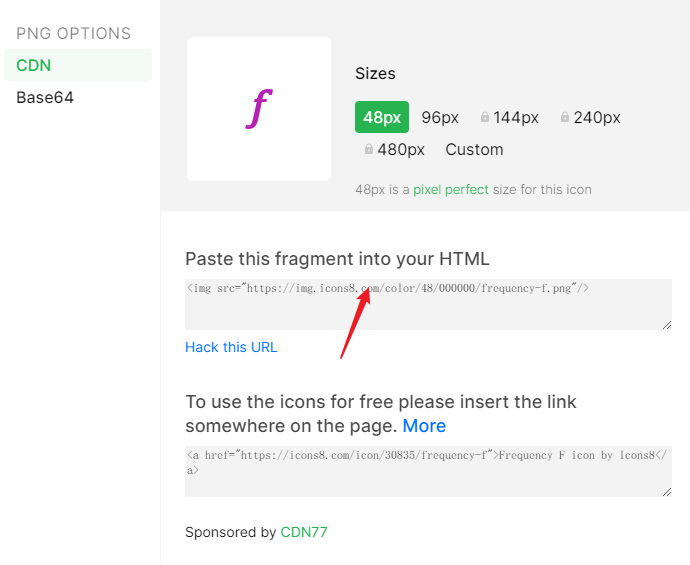 PNG OPTIONS
CDN
Base64
f
Sizes
48px 96px 144px 240px
480px Custom
48px is a pixel perfect size for this icon
Paste this fragment into your HTML
<img src="https://img.icons8.com/color/48/000000/frequency-f.png"/>
Hack this URL
To use the icons for free please insert the link
somewhere on the page. More
<a href="https://icons8.com/icon/30835/frequency-f">Frequency F icon by Icons8</
a>
Sponsored by CDN77